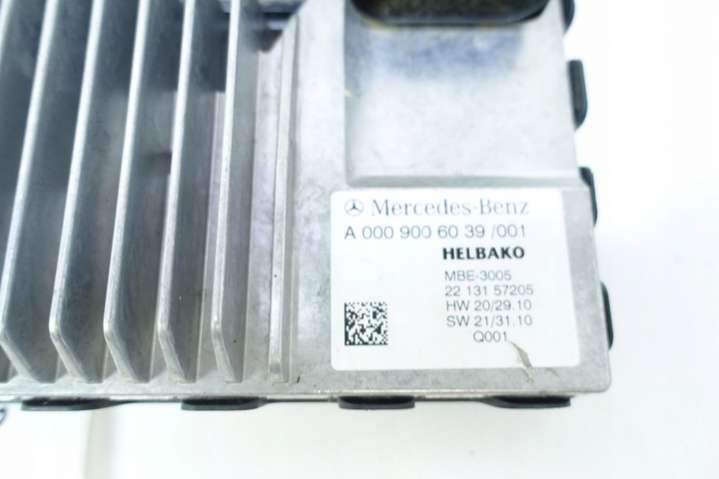 Mercedes-Benz
A 000 900 60 39 /001
HELBAKO
MBE-3005
22 131 57205
HW 20/29.10
SW 21/31.10
Q001